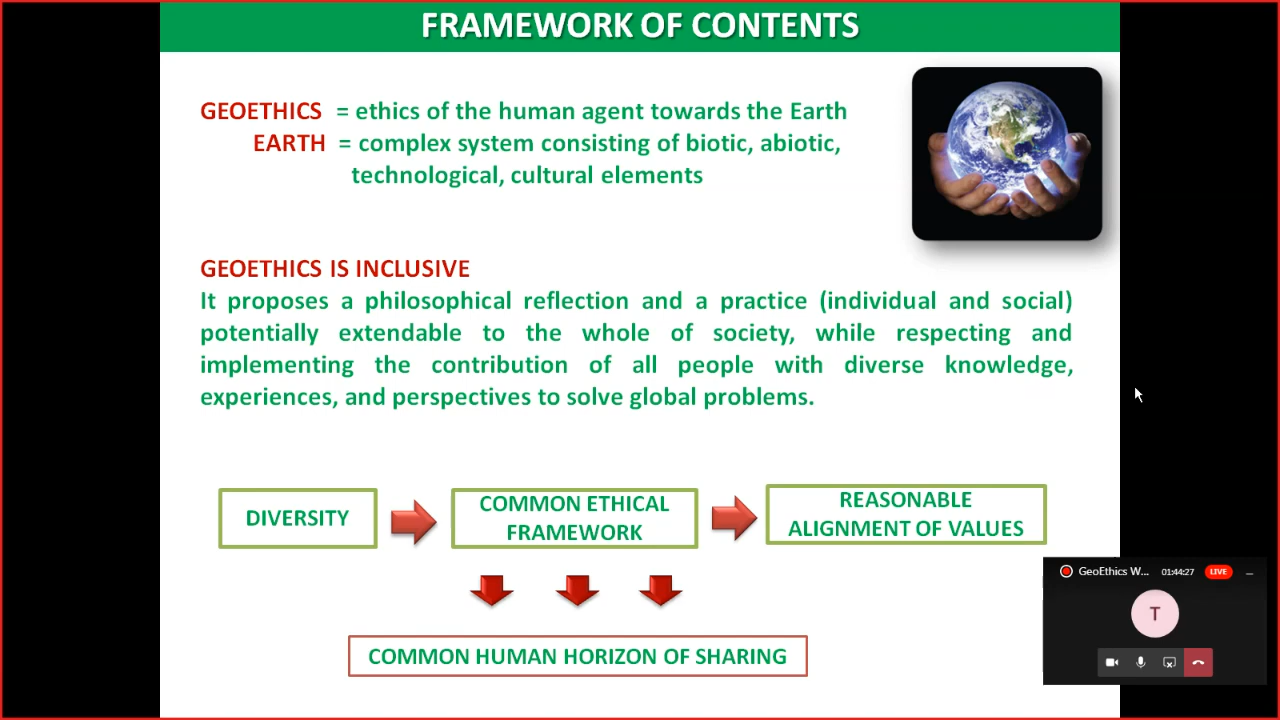 FRAMEWORK OF CONTENTS
GEOETHICS = ethics of the human agent towards the Earth
EARTH = complex system consisting of biotic, abiotic,
technological, cultural elements
GEOETHICS IS INCLUSIVE
It proposes a philosophical reflection and a practice (individual and social)
potentially extendable to the whole of society, while respecting and
implementing the contribution of all people with diverse knowledge,
experiences, and perspectives to solve global problems.
DIVERSITY
COMMON ETHICAL
FRAMEWORK
REASONABLE
ALIGNMENT OF VALUES
COMMON HUMAN HORIZON OF SHARING
GeoEthics W... 01:44:27 LIVE
T